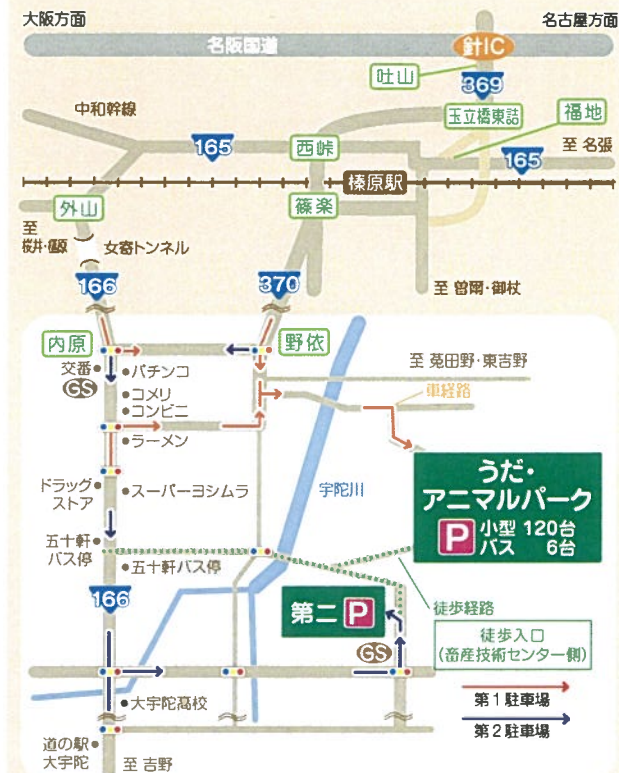 大阪方面
名古屋方面
名阪国道
針IC
吐山
369
中和幹線
玉立橋東詰
福地
165
西峠
至 名張
165
榛原駅
外山
篠楽
至
桜井・橿原
女寄トンネル
166
370
至 曽爾・御杖
内原
野依
交番
パチンコ
GS
コメリ
コンビニ
至 菟田野・東吉野
車経路
ラーメン
うだ・
アニマルパーク
P 小型 120台
バス 6台
ドラッグ
ストア
スーパーヨシムラ
宇陀川
五十軒
バス停
五十軒バス停
166
第二 P
徒歩経路
GS
徒歩入口
(畜産技術センター側)
大宇陀高校
第1駐車場
第2駐車場
道の駅
大宇陀
至 吉野